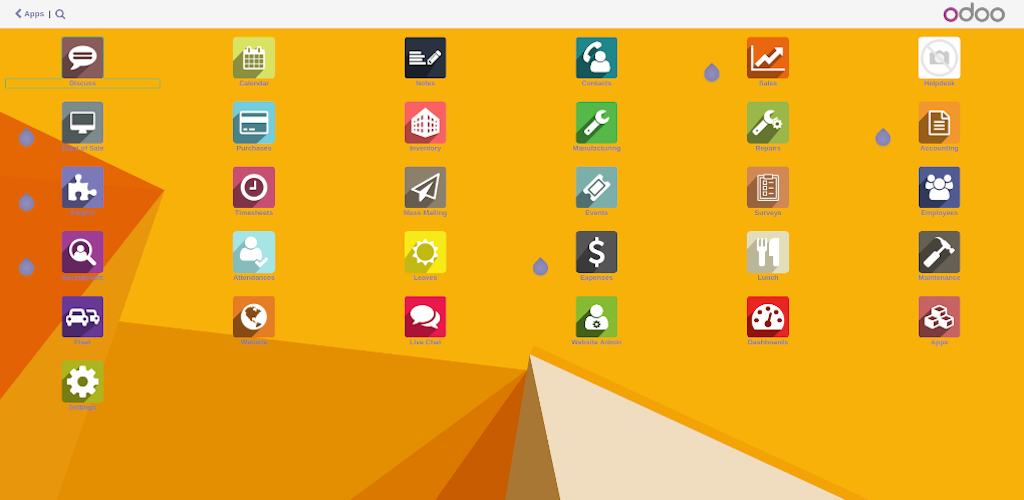 Apps |
odoo
Discuss
Calendar
Notes
Contacts
Sales
Helpdesk
Point of Sale
Purchases
Inventory
Manufacturing
Repairs
Accounting
Project
Timesheets
Mass Mailing
Events
Surveys
Employees
Attendances
Leaves
Expenses
Lunch
Maintenance
Fleet
Website
Live Chat
Website Admin
Dashboards
Apps
Settings